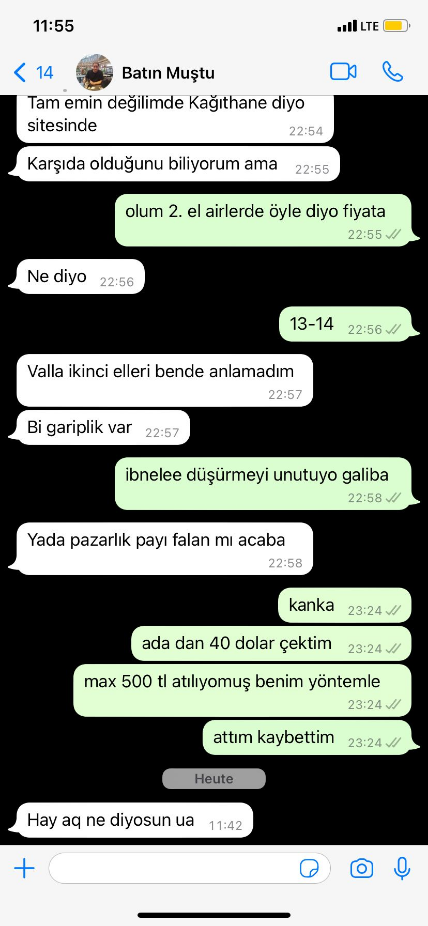 11:55
LTE
14
Batın Muştu
Tam emin değilimde Kağıthane diyo
sitesinde
22:54
Karşıda olduğunu biliyorum ama
22:55
olum 2. el airlerde öyle diyo fiyata
22:55
Ne diyo
22:56
13-14
22:56
Valla ikinci elleri bende anlamadım
22:57
Bi gariplik var
22:57
ibnelee düşürmeyi unutuyo galiba
22:58
Yada pazarlık payı falan mı acaba
22:58
kanka
23:24
ada dan 40 dolar çektim
23:24
max 500 tl atılıyomuş benim yöntemle
23:24
attım kaybettim
23:24
Heute
Hay aq ne diyosun ua
11:42